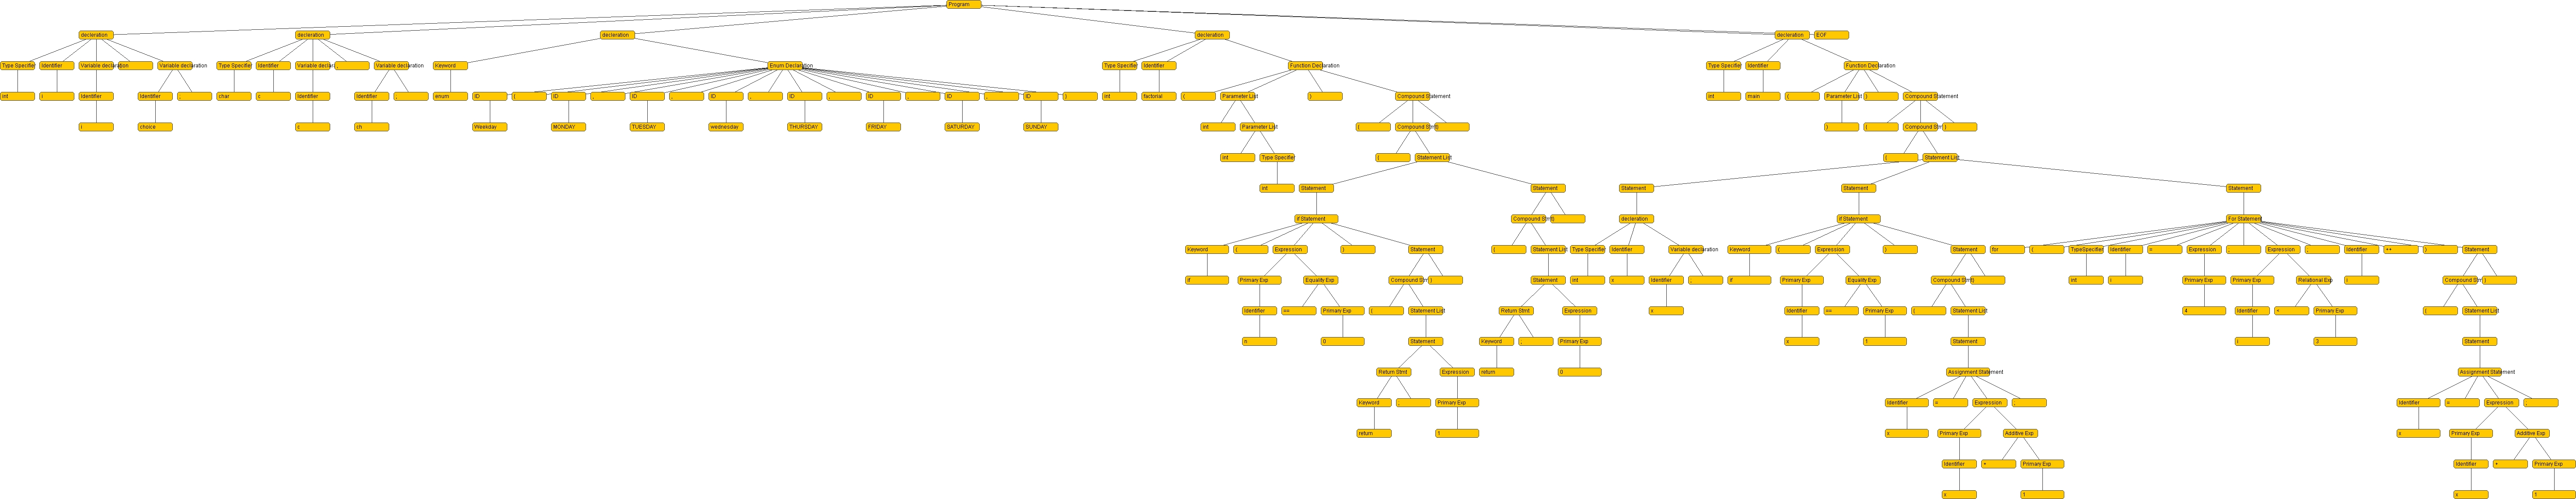 Program
decleration decleration decleration decleration decleration EOF
Type Specifier Identifier Variable declaration Variable declaration Type Specifier Identifier Variable declaration , Variable declaration Keyword Enum Declaration Type Specifier Identifier Function Declaration Type Specifier Identifier Function Declaration
int i Identifier Identifier ; char c Identifier Identifier ; enum ID { ID , ID , ID , ID , ID , ID , ID } int factorial ( Parameter List ) Compound Statement int main ( Parameter List ) Compound Statement
i choice c ch Weekday MONDAY TUESDAY wednesday THURSDAY FRIDAY SATURDAY SUNDAY int Parameter List { Compound Stmts ) { Compound Stmts }
int Type Specifier { Statement List { Statement List
int Statement Statement Statement Statement Statement
If Statement Compound Stmts decleration If Statement For Statement
Keyword ( Expression ) Statement { Statement List Type Specifier Identifier Variable declaration Keyword ( Expression ) Statement for ( TypeSpecifier Identifier = Expression ; Expression ; Identifier ++ ) Statement
if Primary Exp Equality Exp Compound Stmts } Statement int x Identifier ; if Primary Exp Equality Exp Compound Stmts int i Primary Exp Primary Exp Relational Exp i Compound Stmts }
Identifier == Primary Exp { Statement List Return Stmt Expression x Identifier == Primary Exp { Statement List 4 Identifier Primary Exp { Statement List
n 0 Statement Keyword ; Primary Exp x 1 Statement i 3 Statement
Return Stmt Expression return 0 Assignment Statement Assignment Statement
Keyword ; Primary Exp Identifier = Expression ; Identifier = Expression ;
return 1 x Primary Exp Additive Exp x Primary Exp Additive Exp
Identifier + Primary Exp Identifier + Primary Exp
x 1 x 1